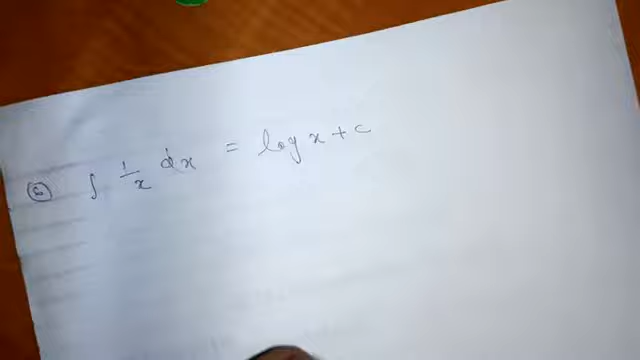 ∫ 1/x dx = log x + c